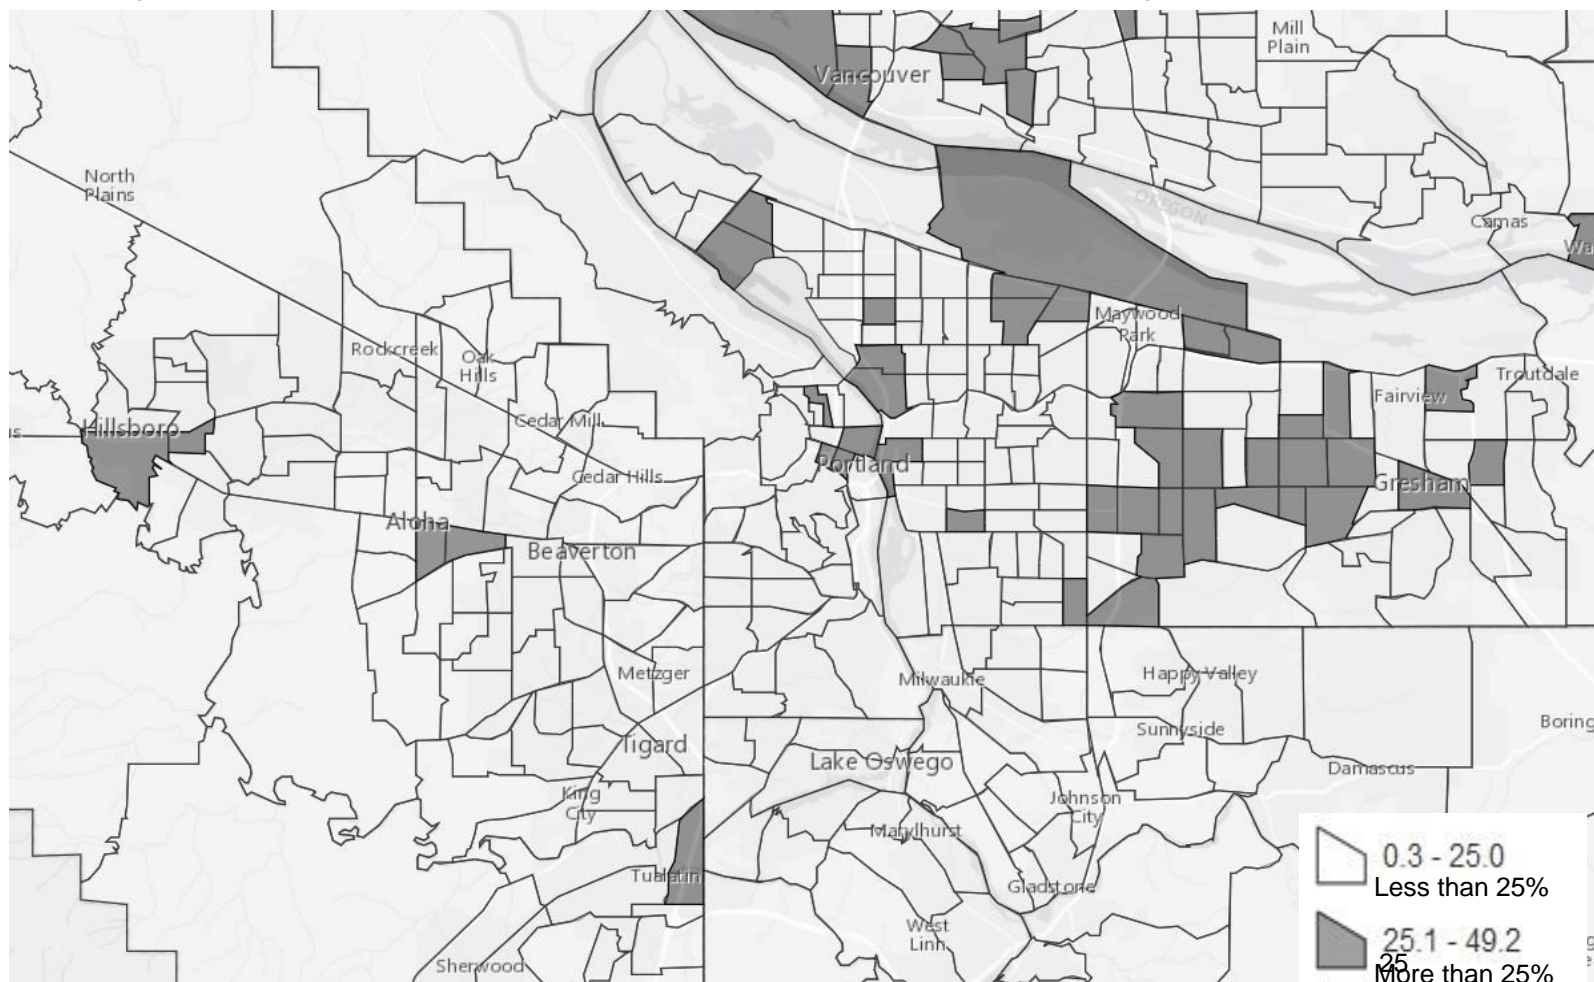 Mill
Plain
Vancouver
North
Plains
OREGON
Camas
Wa
Maywood
Park
Rockcreek
Oak
Hills
Troutdale
Fairview
Hillsboro
Cedar Mill
us
Portland
Cedar Hills
Gresham
Aloha
Beaverton
Metzger
Milwaukie
Happy Valley
Boring
Sunnyside
Tigard
Lake Oswego
Damascus
King
City
Johnson
City
Marylhurst
0.3 - 25.0
Less than 25%
Tualatin
Gladstone
West
Linn
25.1 - 49.2
25
More than 25%
Sherwood